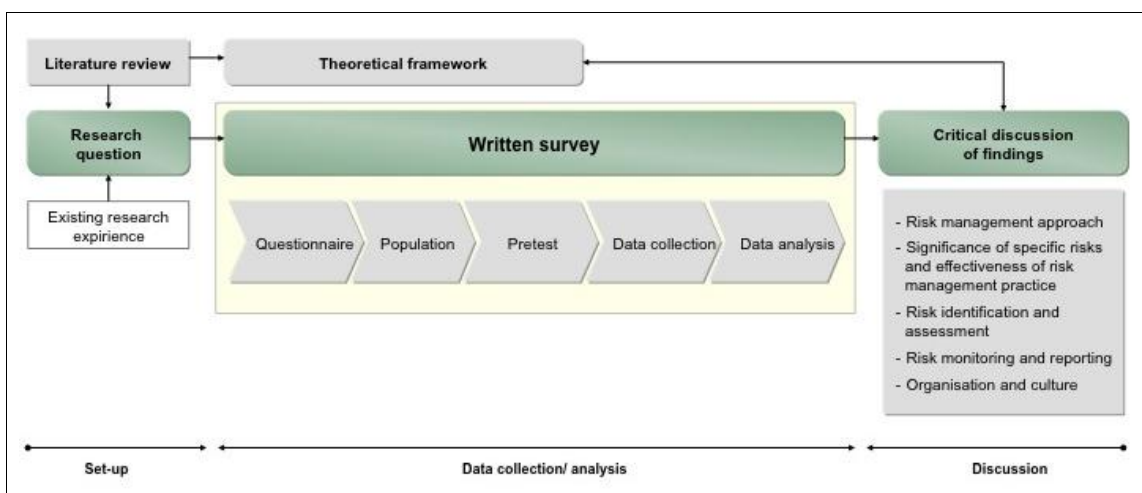 Literature review
Theoretical framework
Research
question
Written survey
Critical discussion
of findings
Existing research
expirience
Questionnaire
Population
Pretest
Data collection
Data analysis
- Risk management approach
- Significance of specific risks
and effectiveness of risk
management practice
- Risk identification and
assessment
- Risk monitoring and reporting
- Organisation and culture
Set-up
Data collection/ analysis
Discussion